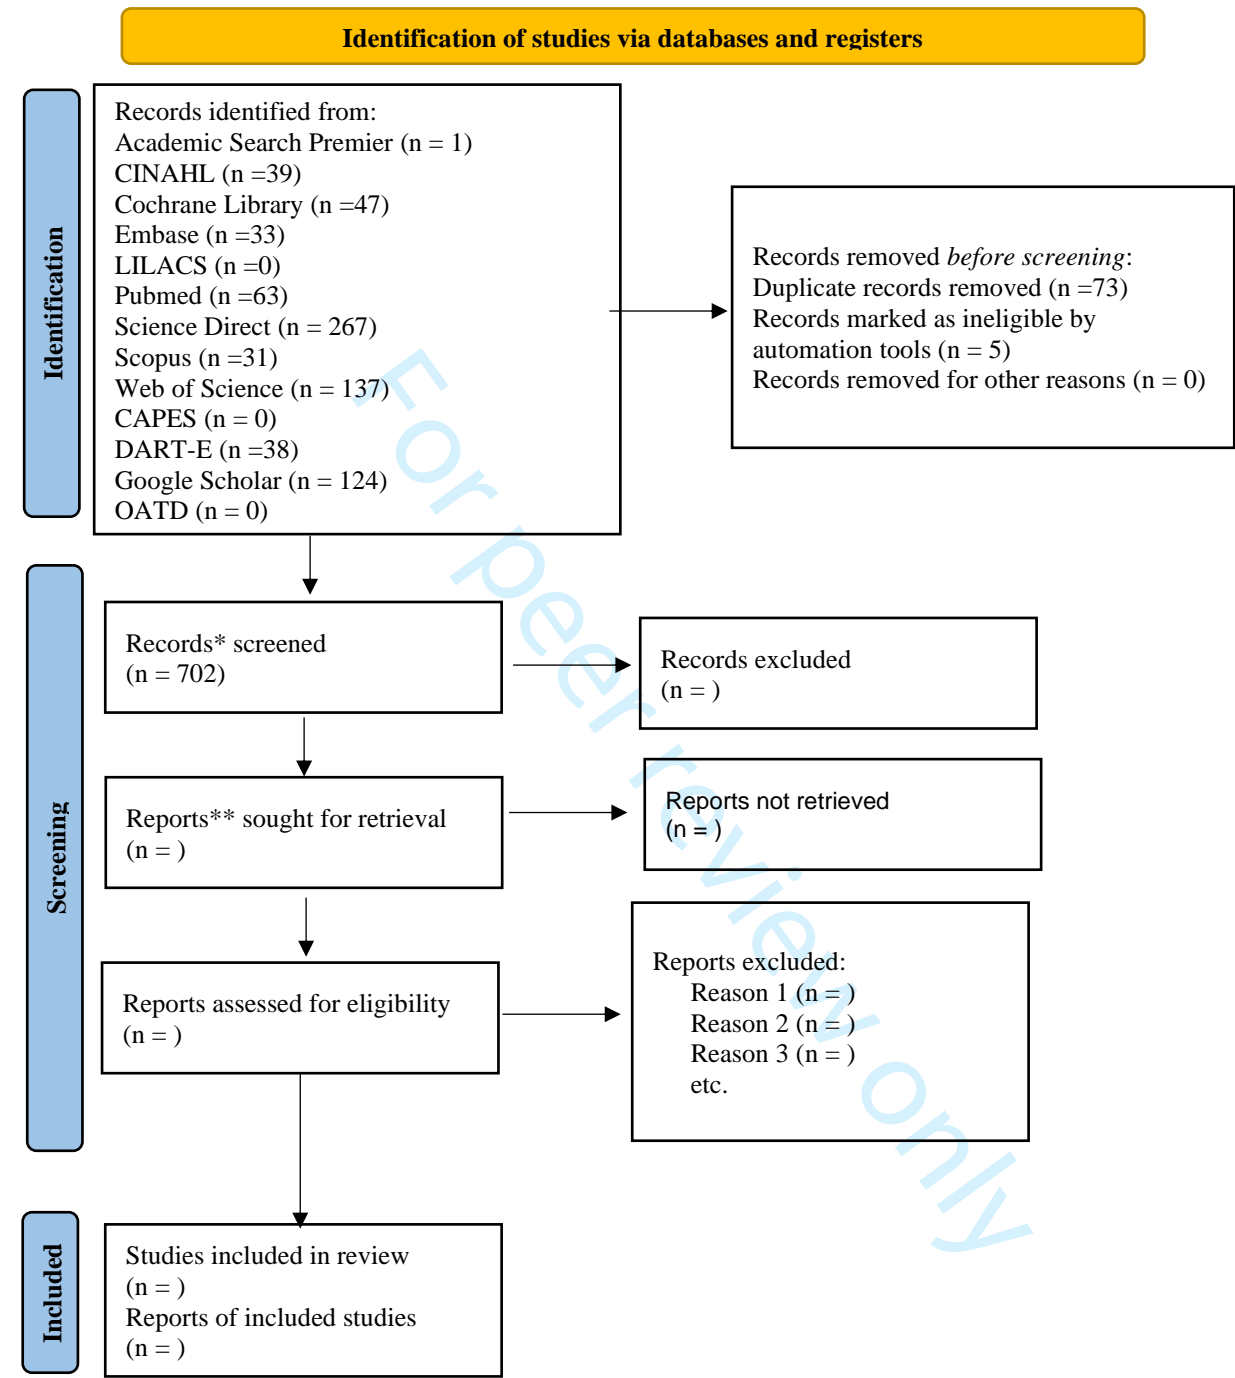 Identification of studies via databases and registers
Identification
Records identified from:
Academic Search Premier (n = 1)
CINAHL (n =39)
Cochrane Library (n =47)
Embase (n =33)
LILACS (n =0)
Pubmed (n =63)
Science Direct (n = 267)
Scopus (n =31)
Web of Science (n = 137)
CAPES (n = 0)
DART-E (n =38)
Google Scholar (n = 124)
OATD (n = 0)
Records removed before screening:
Duplicate records removed (n =73)
Records marked as ineligible by
automation tools (n = 5)
Records removed for other reasons (n = 0)
Screening
Records* screened
(n = 702)
Records excluded
(n = )
Reports** sought for retrieval
(n = )
Reports not retrieved
(n = )
Reports assessed for eligibility
(n = )
Reports excluded:
Reason 1 (n = )
Reason 2 (n = )
Reason 3 (n = )
etc.
Included
Studies included in review
(n = )
Reports of included studies
(n = )
For peer review only